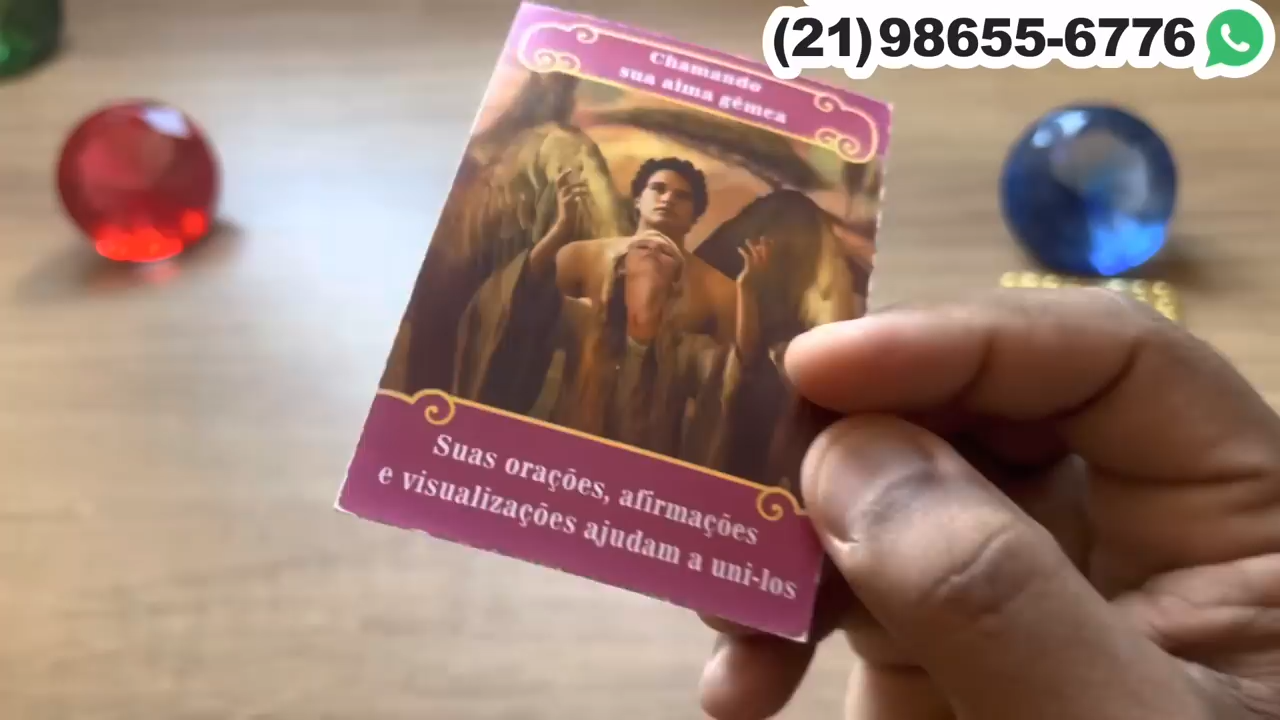 (21)98655-6776
Chamando
sua alma gêmea
Suas orações, afirmações
e visualizações ajudam a uni-los